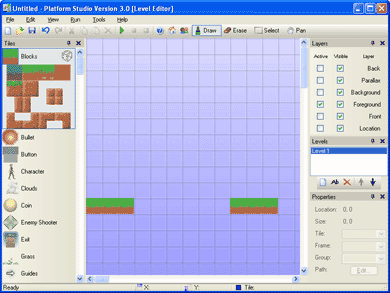 Untitled - Platform Studio Version 3.0 [Level Editor]
File Edit View Run Tools Help
Draw Erase Select Pan
Tiles
Blocks
Bullet
Button
Character
Clouds
Coin
Enemy Shooter
Exit
Grass
Guides
Layers
Active Visible Layer
Back
Parallax
Background
Foreground
Front
Location
Levels
Level 1
Ab
Properties
Location: 0, 0
Size: 0, 0
Tile:
Frame:
Group:
Path: Edit...
Ready X: Y: Tile: